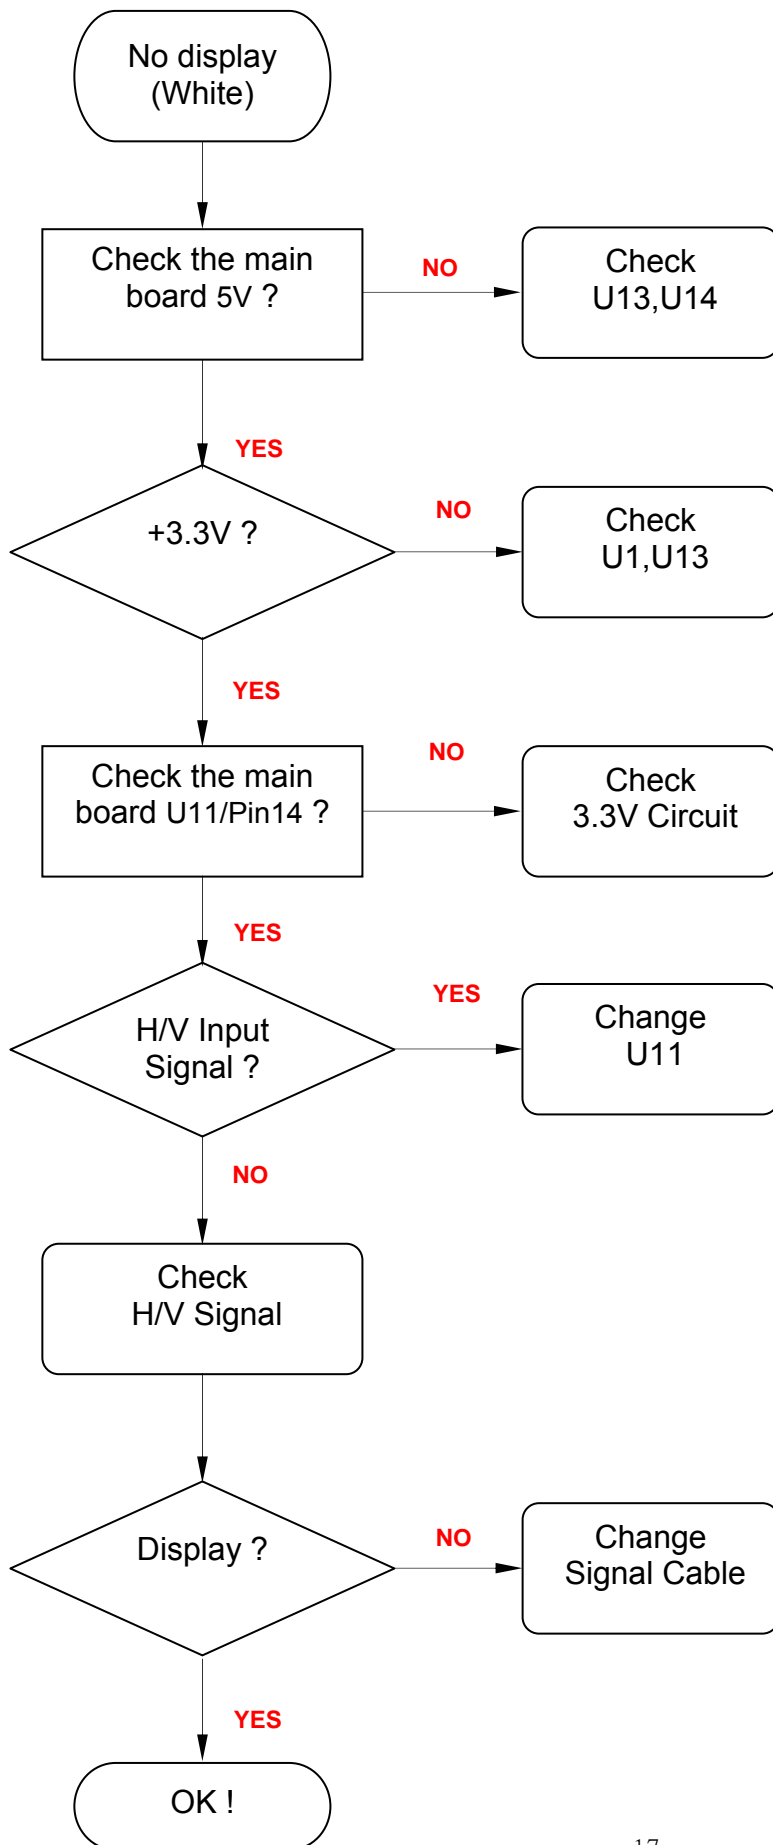 No display
(White)
Check the main
board 5V ?
NO
Check
U13,U14
YES
+3.3V ?
NO
Check
U1,U13
YES
Check the main
board U11/Pin14 ?
NO
Check
3.3V Circuit
YES
H/V Input
Signal ?
YES
Change
U11
NO
Check
H/V Signal
Display ?
NO
Change
Signal Cable
YES
OK !
17